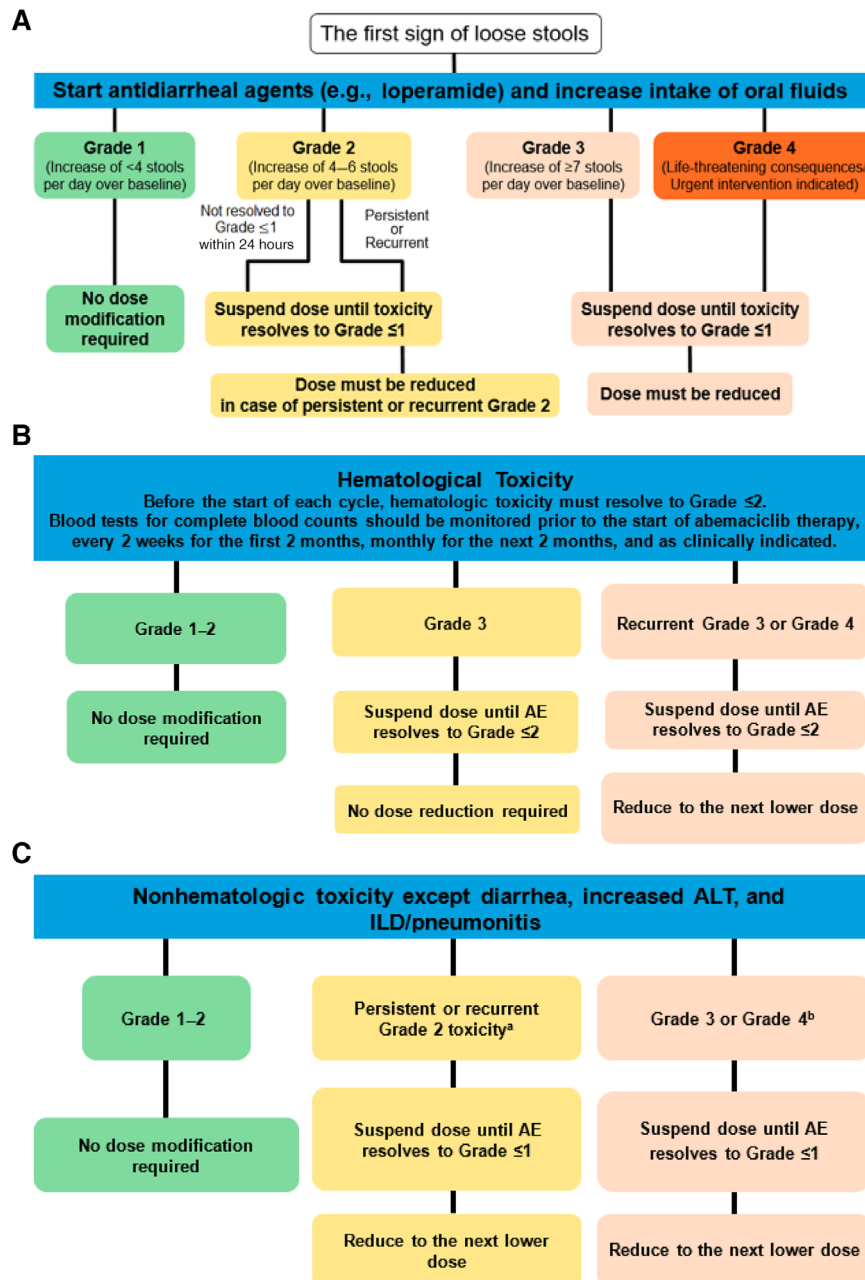 A
The first sign of loose stools
Start antidiarrheal agents (e.g., loperamide) and increase intake of oral fluids
Grade 1
(Increase of <4 stools
per day over baseline)
Grade 2
(Increase of 4–6 stools
per day over baseline)
Grade 3
(Increase of ≥7 stools
per day over baseline)
Grade 4
(Life-threatening consequences/
Urgent intervention indicated)
Not resolved to
Grade ≤1
within 24 hours
Persistent
or
Recurrent
No dose
modification
required
Suspend dose until toxicity
resolves to Grade ≤1
Suspend dose until toxicity
resolves to Grade ≤1
Dose must be reduced
in case of persistent or recurrent Grade 2
Dose must be reduced
B
Hematological Toxicity
Before the start of each cycle, hematologic toxicity must resolve to Grade ≤2.
Blood tests for complete blood counts should be monitored prior to the start of abemaciclib therapy,
every 2 weeks for the first 2 months, monthly for the next 2 months, and as clinically indicated.
Grade 1–2
Grade 3
Recurrent Grade 3 or Grade 4
No dose modification
required
Suspend dose until AE
resolves to Grade ≤2
Suspend dose until AE
resolves to Grade ≤2
No dose reduction required
Reduce to the next lower dose
C
Nonhematologic toxicity except diarrhea, increased ALT, and
ILD/pneumonitis
Grade 1–2
Persistent or recurrent
Grade 2 toxicityᵃ
Grade 3 or Grade 4ᵇ
No dose modification
required
Suspend dose until AE
resolves to Grade ≤1
Suspend dose until AE
resolves to Grade ≤1
Reduce to the next lower
dose
Reduce to the next lower dose